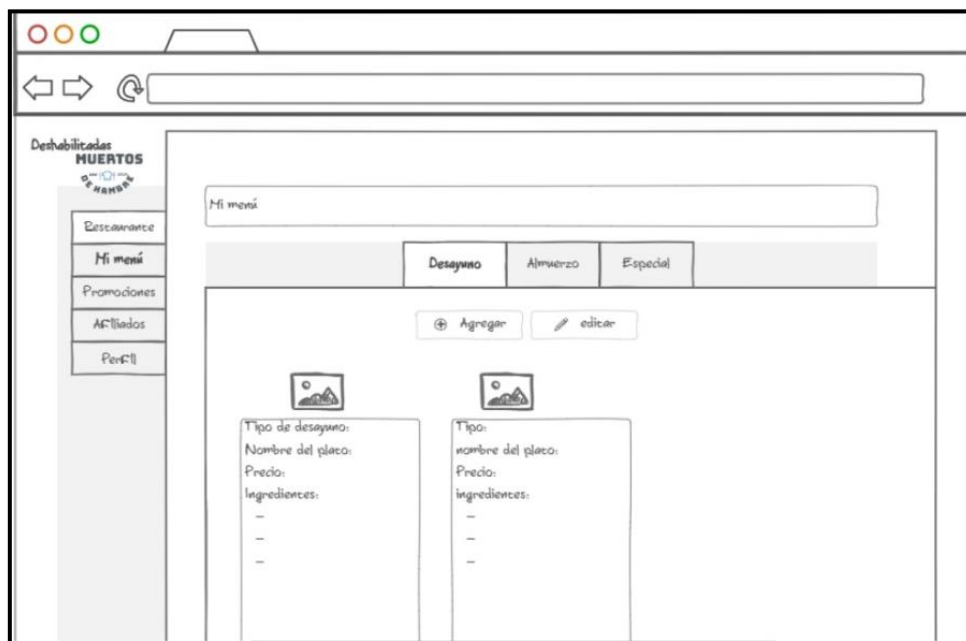 Deshabilitadas
MUERTOS
DE HAMBRE
Restaurante
Mi menú
Promociones
Afiliados
Perfil
Mi menú
Desayuno Almuerzo Especial
Agregar editar
Tipo de desayuno:
Nombre del plato:
Precio:
Ingredientes:
–
–
–
Tipo:
nombre del plato:
Precio:
ingredientes:
–
–
–